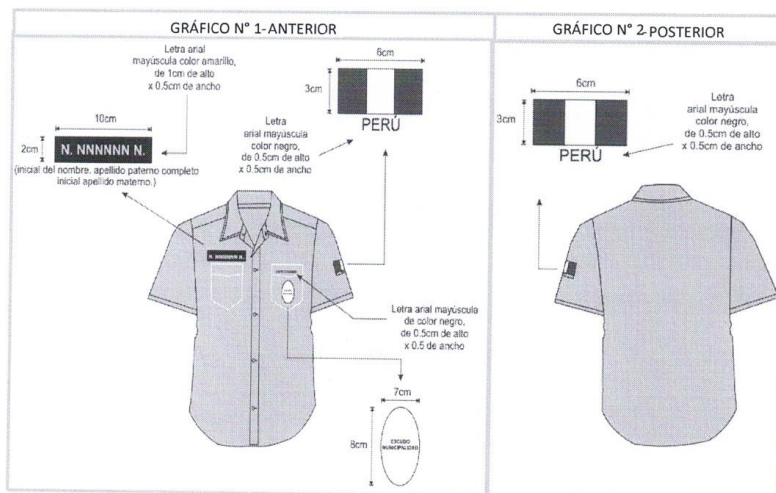 GRÁFICO N° 1-ANTERIOR
Letra arial
mayúscula color amarillo,
de 1cm de alto
x 0.5cm de ancho
10cm
2cm
N. NNNNNN N.
(inicial del nombre. apellido paterno completo
inicial apellido materno.)
6cm
3cm
PERÚ
Letra
arial mayúscula
color negro,
de 0.5cm de alto
x 0.5cm de ancho
N. NNNNNN N.
Letra arial mayúscula
de color negro,
de 0.5cm de alto
x 0.5 de ancho
7cm
8cm
ESCUDO
MUNICIPALIDAD
GRÁFICO N° 2-POSTERIOR
6cm
3cm
PERÚ
Letra
arial mayúscula
color negro,
de 0.5cm de alto
x 0.5cm de ancho